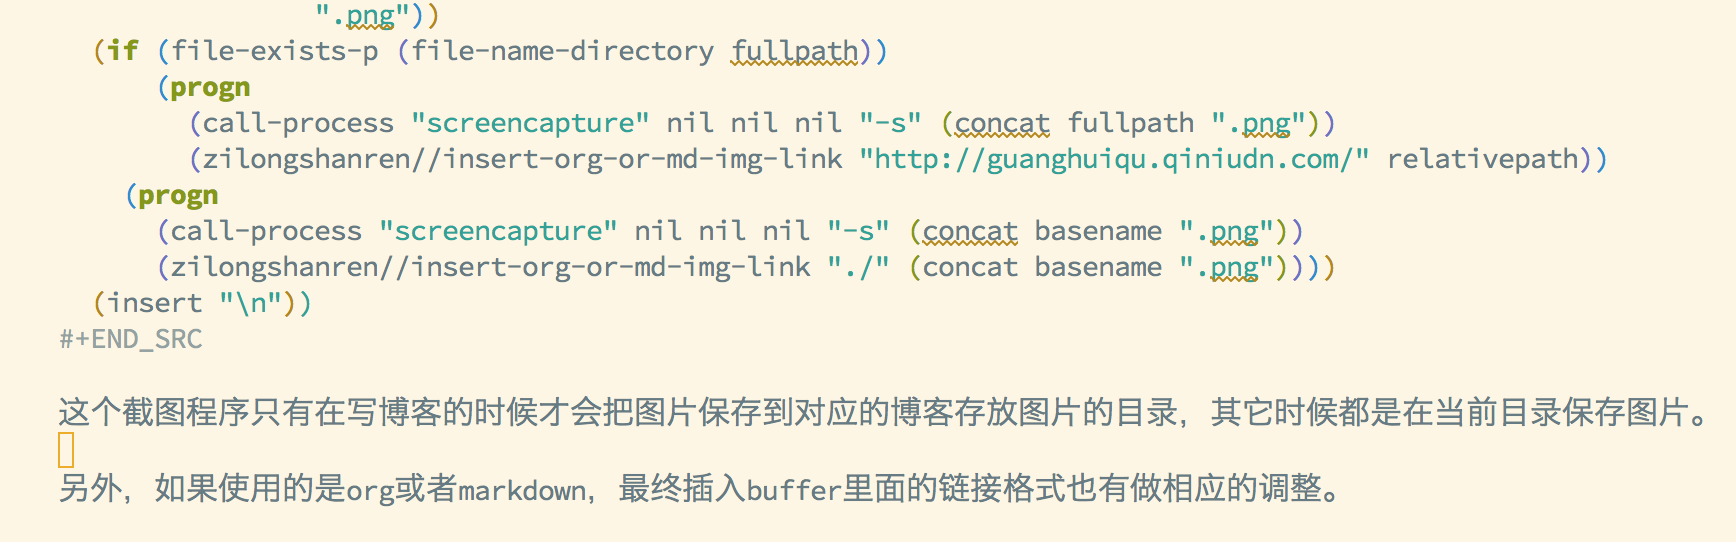 ".png"))
(if (file-exists-p (file-name-directory fullpath))
(progn
(call-process "screencapture" nil nil nil "-s" (concat fullpath ".png"))
(zilongshanren//insert-org-or-md-img-link "http://guanghuiqu.qiniudn.com/" relativepath))
(progn
(call-process "screencapture" nil nil nil "-s" (concat basename ".png"))
(zilongshanren//insert-org-or-md-img-link "./" (concat basename ".png"))))
(insert "\n"))
#+END_SRC
这个截图程序只有在写博客的时候才会把图片保存到对应的博客存放图片的目录，其它时候都是在当前目录保存图片。
另外，如果使用的是org或者markdown，最终插入buffer里面的链接格式也有做相应的调整。